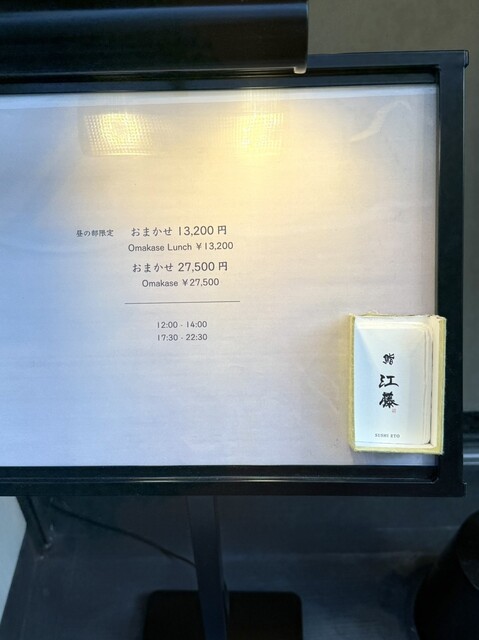 昼の部限定 おまかせ 13,200 円
Omakase Lunch ¥13,200
おまかせ 27,500 円
Omakase ¥27,500
12:00 - 14:00
17:30 - 22:30
鮨
江藤
SUSHI ETO